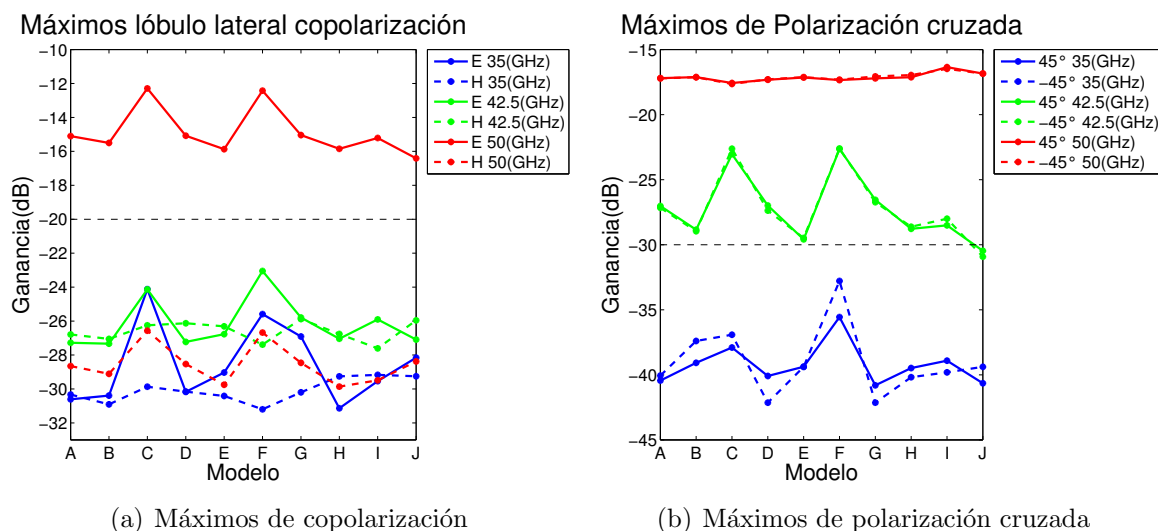 Máximos lóbulo lateral copolarización
−10
−12
−14
−16
−18
−20
−22
−24
−26
−28
−30
−32
Ganancia(dB)
A B C D E F G H I J
Modelo
E 35(GHz)
H 35(GHz)
E 42.5(GHz)
H 42.5(GHz)
E 50(GHz)
H 50(GHz)
(a) Máximos de copolarización
Máximos de Polarización cruzada
−15
−20
−25
−30
−35
−40
−45
Ganancia(dB)
A B C D E F G H I J
Modelo
45° 35(GHz)
−45° 35(GHz)
45° 42.5(GHz)
−45° 42.5(GHz)
45° 50(GHz)
−45° 50(GHz)
(b) Máximos de polarización cruzada